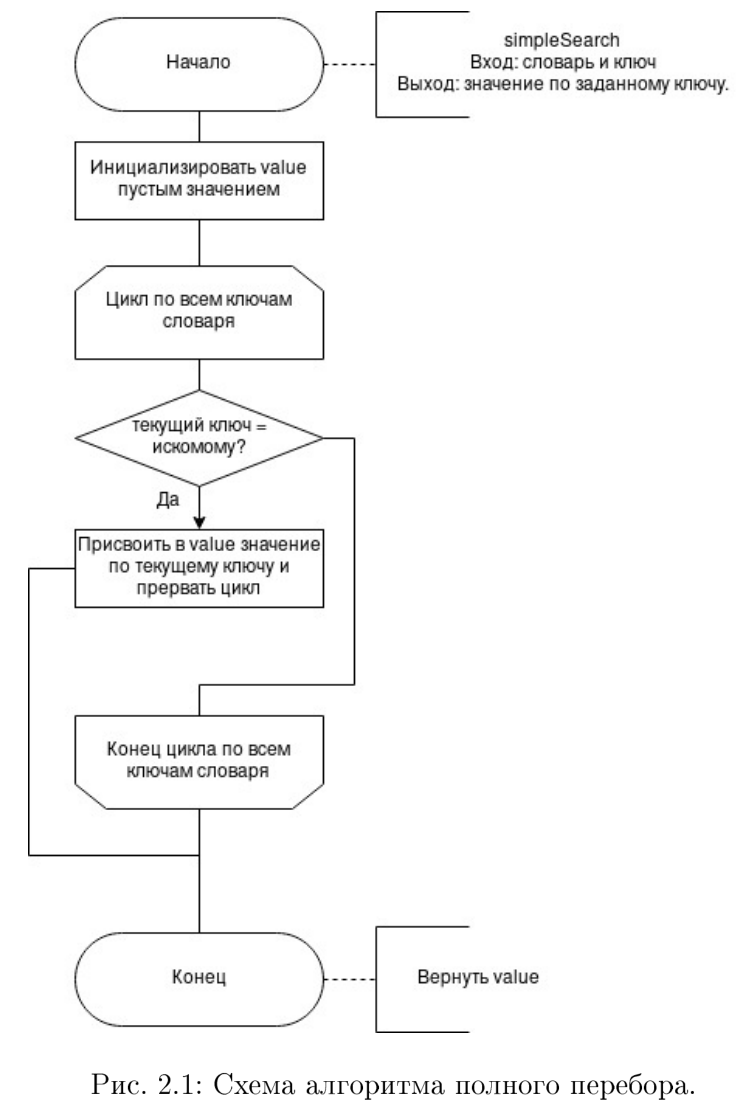 Начало
simpleSearch
Вход: словарь и ключ
Выход: значение по заданному ключу.
Инициализировать value
пустым значением
Цикл по всем ключам
словаря
текущий ключ =
искомому?
Да
Присвоить в value значение
по текущему ключу и
прервать цикл
Конец цикла по всем
ключам словаря
Конец
Вернуть value
Рис. 2.1: Схема алгоритма полного перебора.